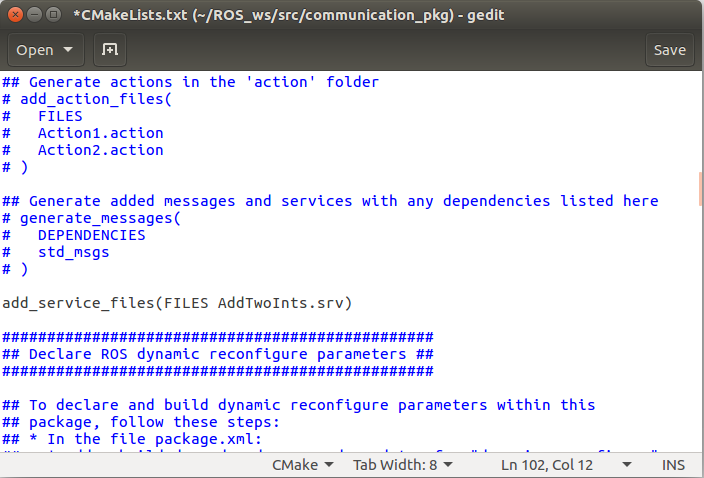 *CMakeLists.txt (~/ROS_ws/src/communication_pkg) - gedit
Open Save
## Generate actions in the 'action' folder
# add_action_files(
#   FILES
#   Action1.action
#   Action2.action
# )
## Generate added messages and services with any dependencies listed here
# generate_messages(
#   DEPENDENCIES
#   std_msgs
# )
add_service_files(FILES AddTwoInts.srv)
################################################
## Declare ROS dynamic reconfigure parameters ##
################################################
## To declare and build dynamic reconfigure parameters within this
## package, follow these steps:
## * In the file package.xml:
CMake Tab Width: 8 Ln 102, Col 12 INS